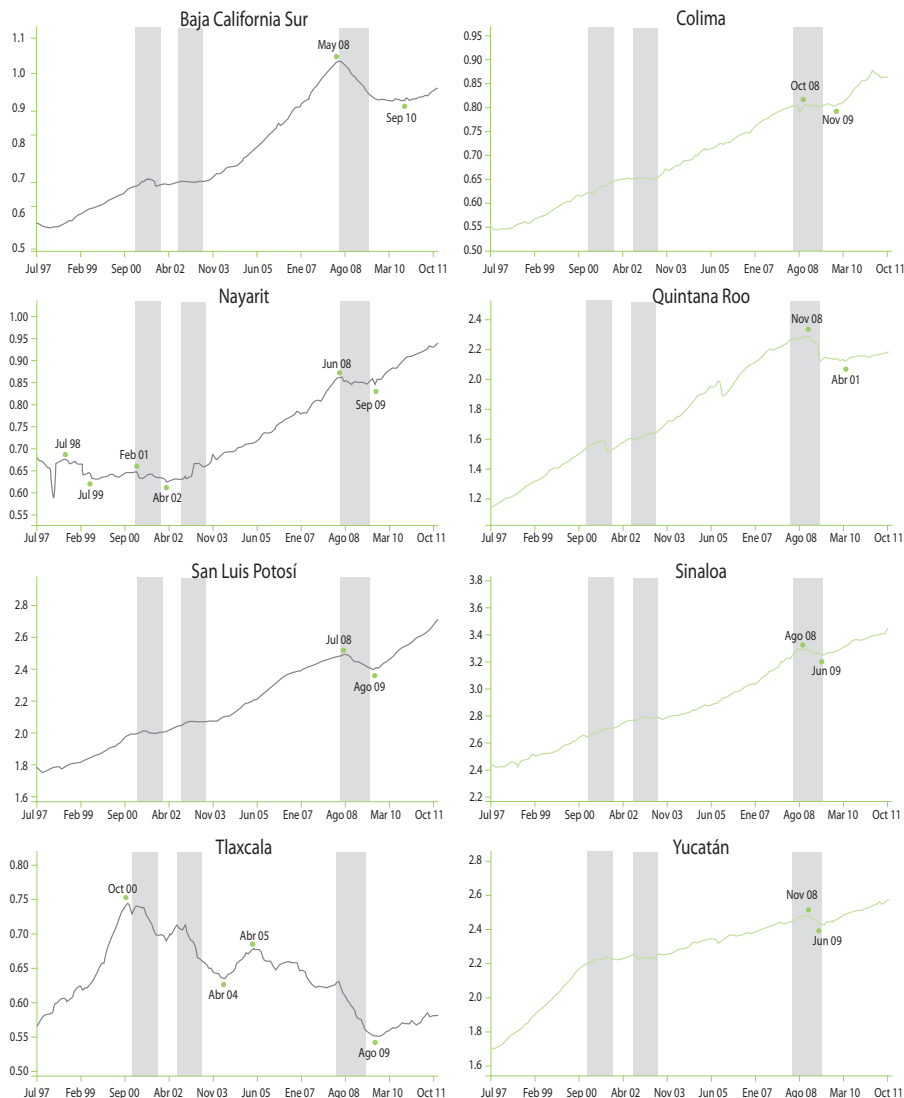 Baja California Sur
1.1
1.0
0.9
0.7
0.6
0.5
May 08
Sep 10
Jul 97 Feb 99 Sep 00 Abr 02 Nov 03 Jun 05 Ene 07 Ago 08 Mar 10 Oct 11
Colima
0.95
0.90
0.85
0.80
0.75
0.70
0.65
0.60
0.55
0.50
Oct 08
Nov 09
Jul 97 Feb 99 Sep 00 Abr 02 Nov 03 Jun 05 Ene 07 Ago 08 Mar 10 Oct 11
Nayarit
1.00
0.95
0.90
0.85
0.80
0.75
0.70
0.65
0.60
0.55
Jul 98
Jul 99
Feb 01
Abr 02
Jun 08
Sep 09
Jul 97 Feb 99 Sep 00 Abr 02 Nov 03 Jun 05 Ene 07 Ago 08 Mar 10 Oct 11
Quintana Roo
2.4
2.2
2.0
1.6
1.4
1.2
Nov 08
Abr 01
Jul 97 Feb 99 Sep 00 Abr 02 Nov 03 Jun 05 Ene 07 Ago 08 Mar 10 Oct 11
San Luis Potosí
2.8
2.6
2.4
2.2
2.0
1.8
1.6
Jul 08
Ago 09
Jul 97 Feb 99 Sep 00 Abr 02 Nov 03 Jun 05 Ene 07 Ago 08 Mar 10 Oct 11
Sinaloa
3.8
3.6
3.4
3.2
3.0
2.8
2.6
2.4
2.2
Ago 08
Jun 09
Jul 97 Feb 99 Sep 00 Abr 02 Nov 03 Jun 05 Ene 07 Ago 08 Mar 10 Oct 11
Tlaxcala
0.80
0.75
0.70
0.65
0.60
0.55
0.50
Oct 00
Abr 04
Abr 05
Ago 09
Jul 97 Feb 99 Sep 00 Abr 02 Nov 03 Jun 05 Ene 07 Ago 08 Mar 10 Oct 11
Yucatán
2.8
2.6
2.4
2.2
2.0
1.8
1.6
Nov 08
Jun 09
Jul 97 Feb 99 Sep 00 Abr 02 Nov 03 Jun 05 Ene 07 Ago 08 Mar 10 Oct 11